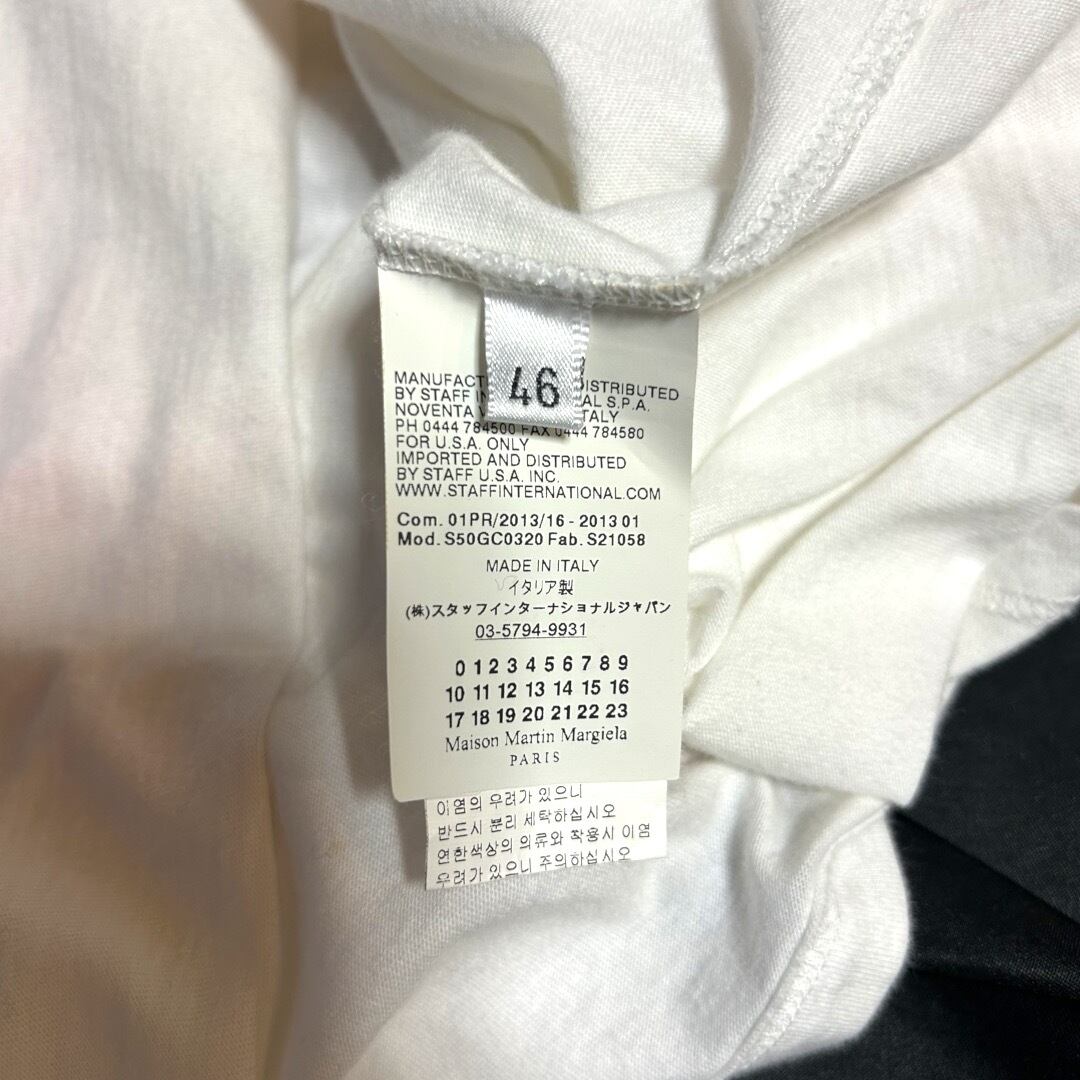 46
MANUFACT ISTRIBUTED
BY STAFF IN AL S.P.A.
NOVENTA V TALY
PH 0444 784500 FAX 0444 784580
FOR U.S.A. ONLY
IMPORTED AND DISTRIBUTED
BY STAFF U.S.A. INC.
WWW.STAFFINTERNATIONAL.COM
Com. 01PR/2013/16 - 2013 01
Mod. S50GC0320 Fab. S21058
MADE IN ITALY
イタリア製
(株)スタッフインターナショナルジャパン
03-5794-9931
0 1 2 3 4 5 6 7 8 9
10 11 12 13 14 15 16
17 18 19 20 21 22 23
Maison Martin Margiela
PARIS
이염의 우려가 있으니
반드시 분리 세탁하십시오
연한색상의 의류와 착용시 이염
우려가 있으니 주의하십시오